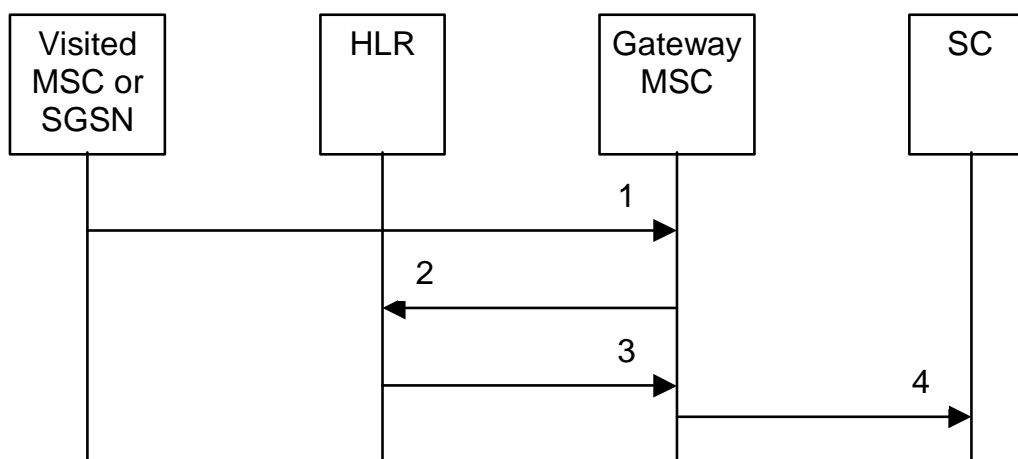 Visited
MSC or
SGSN
HLR
Gateway
MSC
SC
1
2
3
4